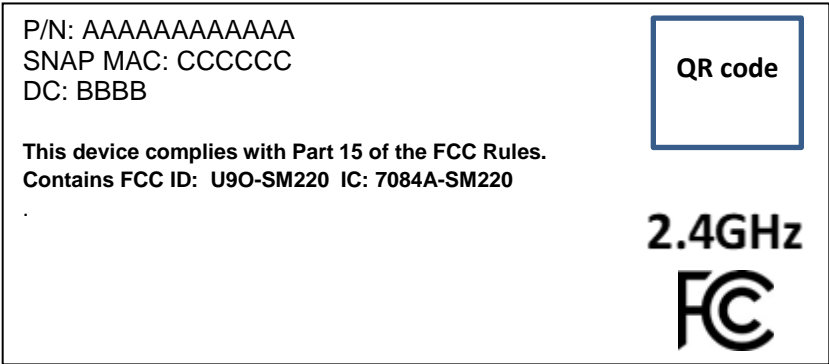 P/N: AAAAAAAAAAAA
SNAP MAC: CCCCCC
DC: BBBB
QR code
This device complies with Part 15 of the FCC Rules.
Contains FCC ID: U9O-SM220 IC: 7084A-SM220
.
2.4GHz
FC